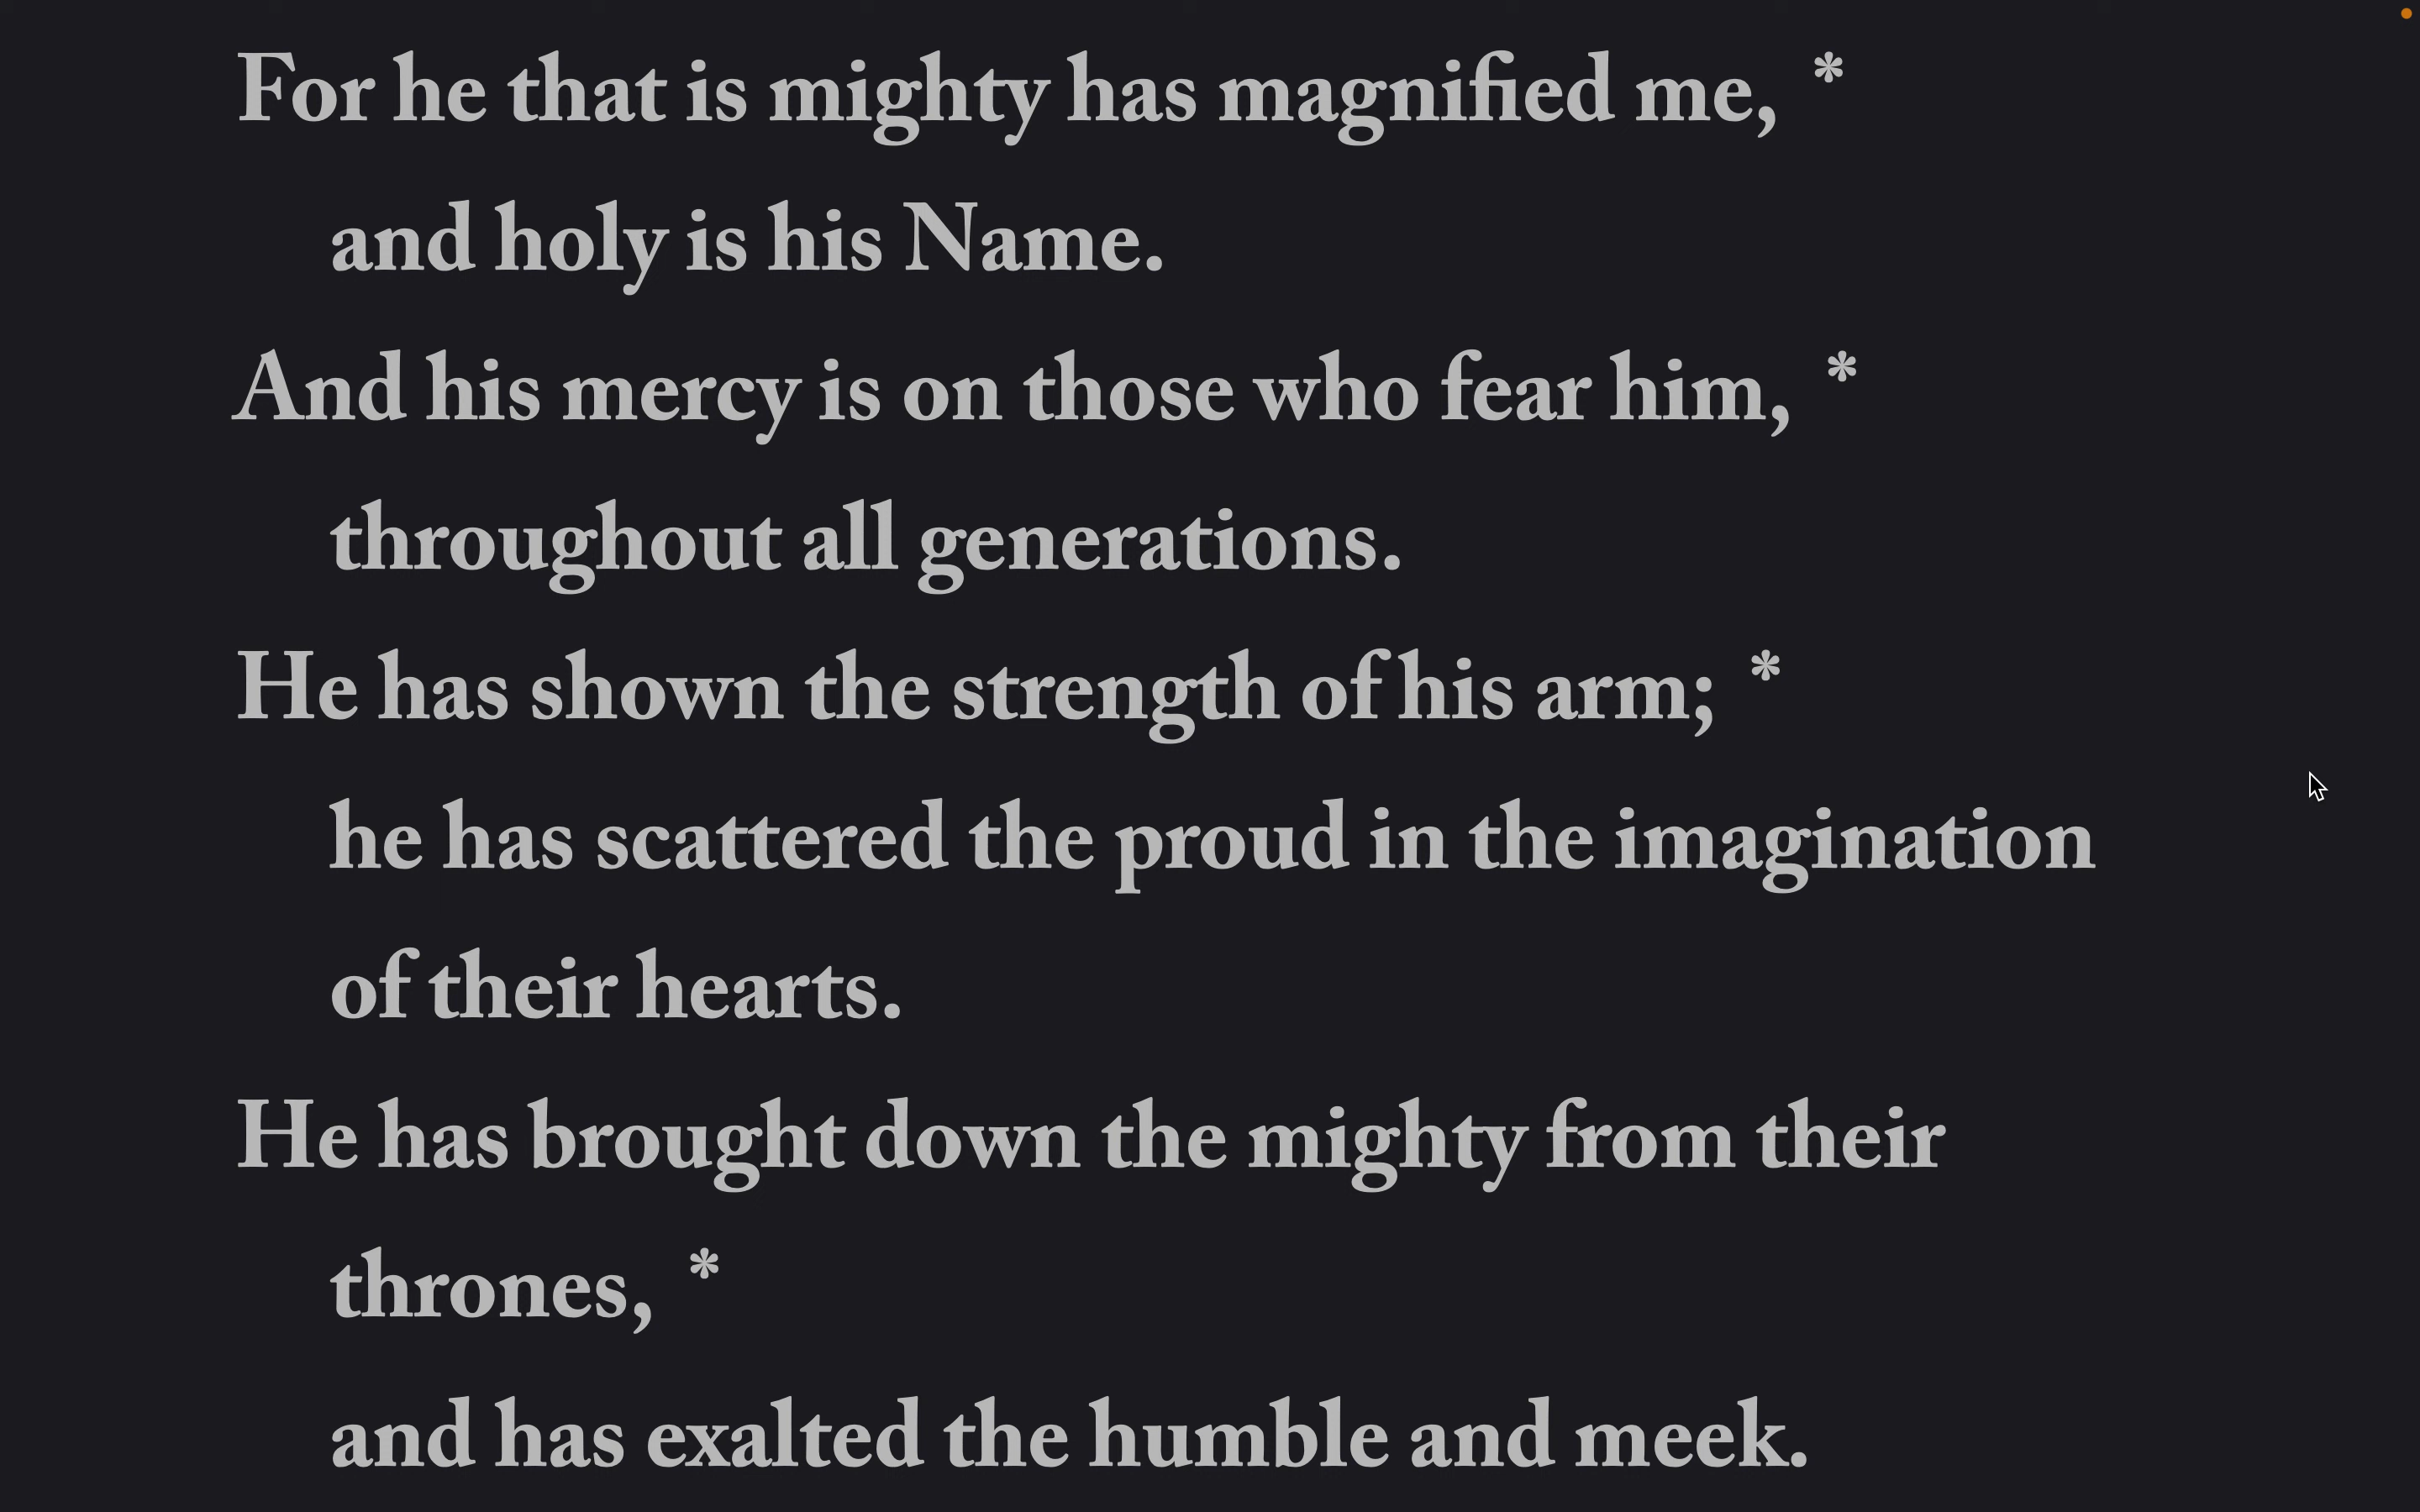 For he that is mighty has magnified me, *
and holy is his Name.
And his mercy is on those who fear him, *
throughout all generations.
He has shown the strength of his arm; *
he has scattered the proud in the imagination
of their hearts.
He has brought down the mighty from their
thrones, *
and has exalted the humble and meek.